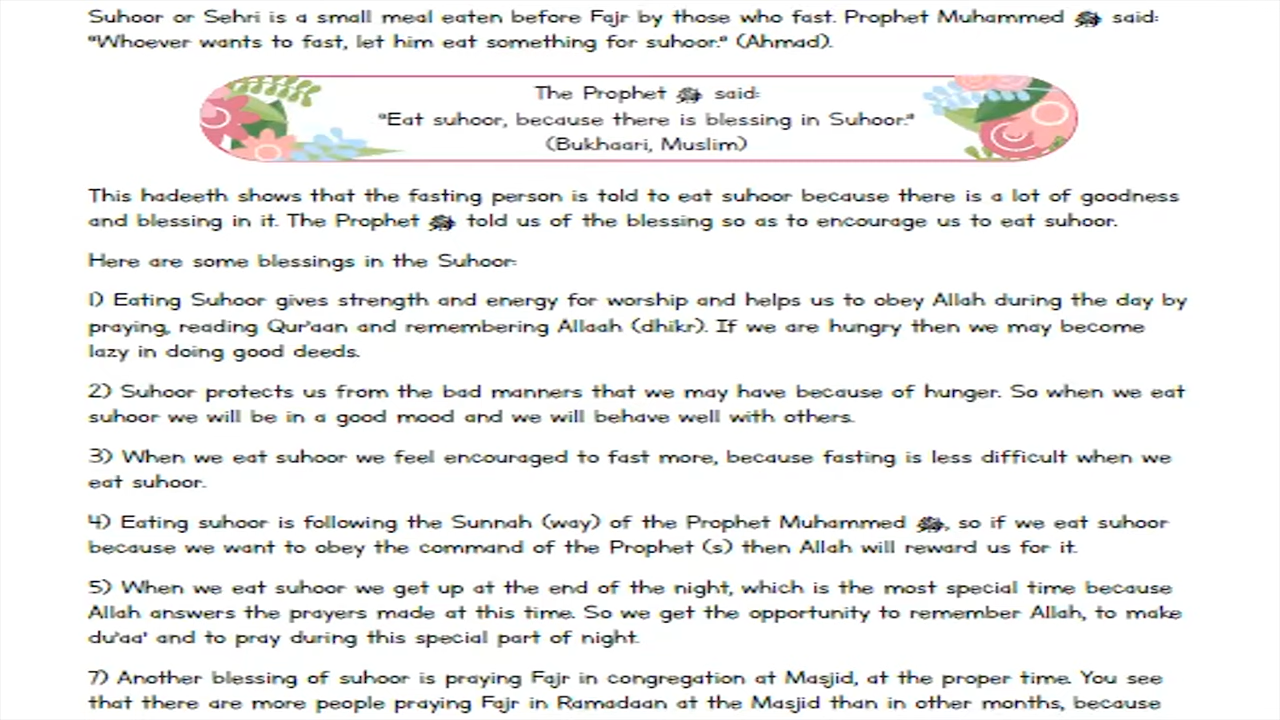 Suhoor or Sehri is a small meal eaten before Fajr by those who fast. Prophet Muhammed ﷺ said:
"Whoever wants to fast, let him eat something for suhoor." (Ahmad).
The Prophet ﷺ said:
"Eat suhoor, because there is blessing in Suhoor."
(Bukhaari, Muslim)
This hadeeth shows that the fasting person is told to eat suhoor because there is a lot of goodness
and blessing in it. The Prophet ﷺ told us of the blessing so as to encourage us to eat suhoor.
Here are some blessings in the Suhoor:
1) Eating Suhoor gives strength and energy for worship and helps us to obey Allah during the day by
praying, reading Qur'aan and remembering Allaah (dhikr). If we are hungry then we may become
lazy in doing good deeds.
2) Suhoor protects us from the bad manners that we may have because of hunger. So when we eat
suhoor we will be in a good mood and we will behave well with others.
3) When we eat suhoor we feel encouraged to fast more, because fasting is less difficult when we
eat suhoor.
4) Eating suhoor is following the Sunnah (way) of the Prophet Muhammed ﷺ, so if we eat suhoor
because we want to obey the command of the Prophet (s) then Allah will reward us for it.
5) When we eat suhoor we get up at the end of the night, which is the most special time because
Allah answers the prayers made at this time. So we get the opportunity to remember Allah, to make
du'aa' and to pray during this special part of night.
7) Another blessing of suhoor is praying Fajr in congregation at Masjid, at the proper time. You see
that there are more people praying Fajr in Ramadaan at the Masjid than in other months, because